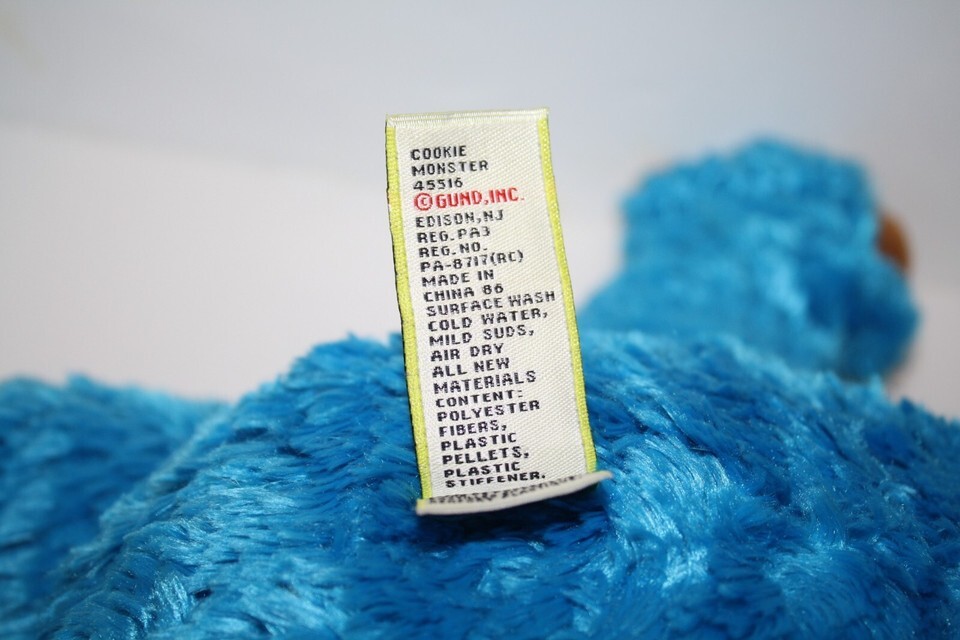 COOKIE
MONSTER
45516
©GUND,INC.
EDISON,NJ
REG.PA3
REG.NO.
PA-8717(RC)
MADE IN
CHINA 86
SURFACE WASH
COLD WATER,
MILD SUDS,
AIR DRY
ALL NEW
MATERIALS
CONTENT:
POLYESTER
FIBERS,
PLASTIC
PELLETS,
PLASTIC
STIFFENER.